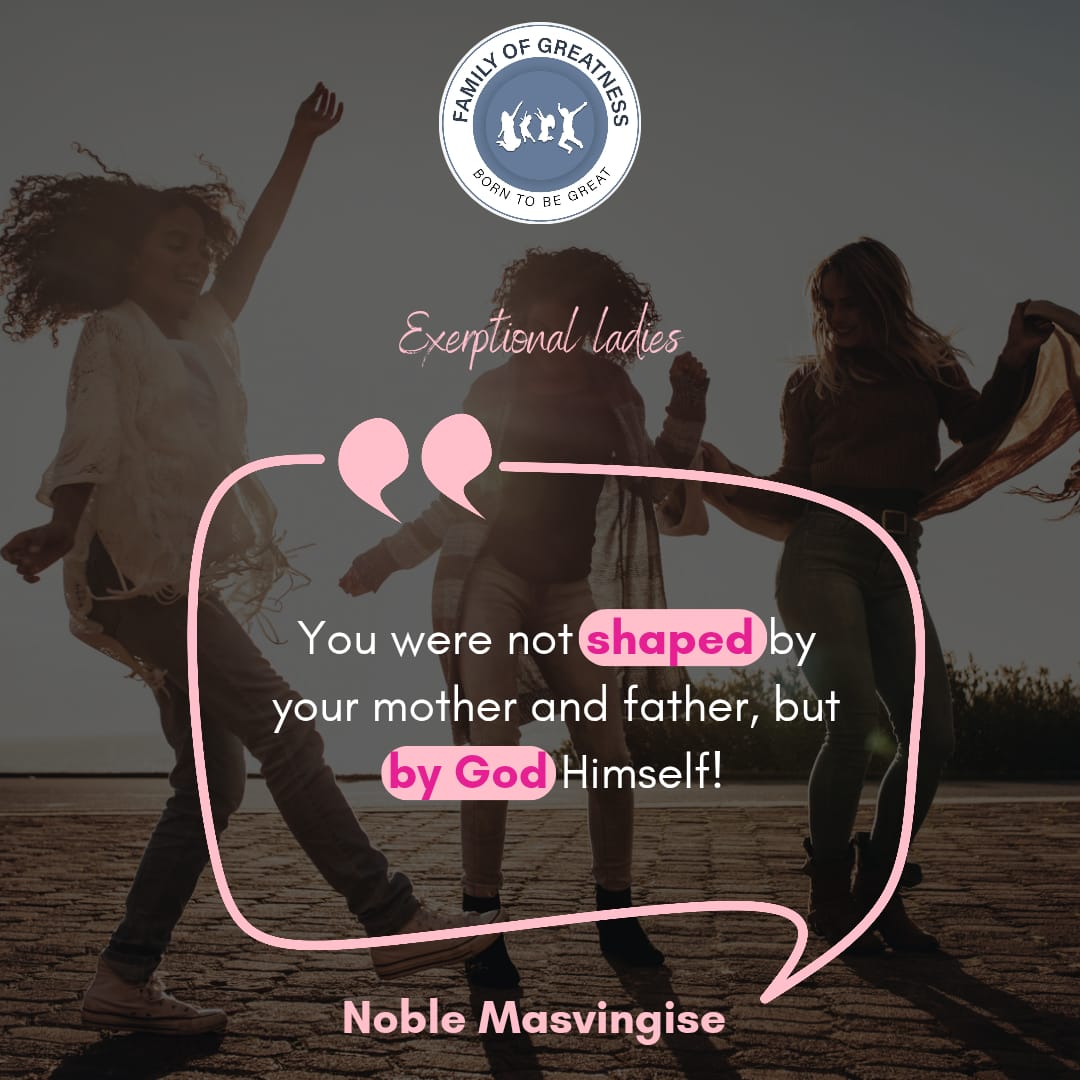 FAMILY OF GREATNESS
BORN TO BE GREAT
Exerptional ladies
You were not shaped by
your mother and father, but
by God Himself!
Noble Masvingise